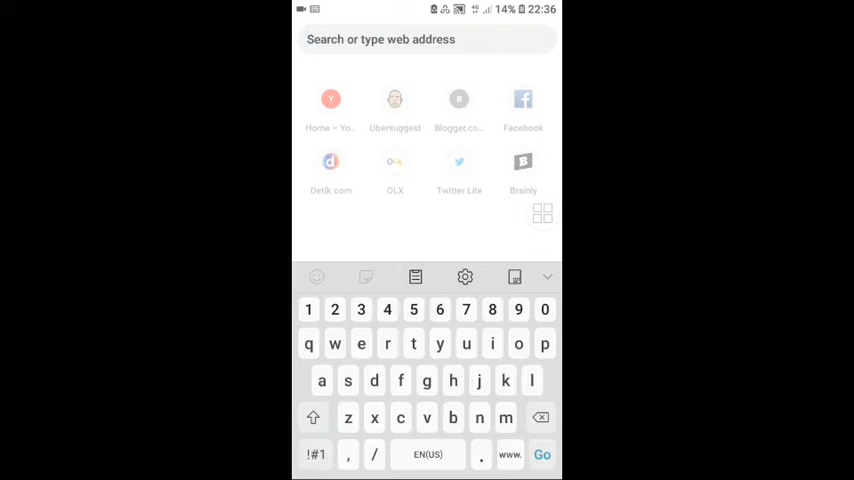 14% 22:36
Search or type web address
Y B
Home – Yo... Ubersuggest Blogger.co... Facebook
d OLX B
Detik.com OLX Twitter Lite Brainly
1 2 3 4 5 6 7 8 9 0
q w e r t y u i o p
a s d f g h j k l
z x c v b n m
!#1 , / EN(US) . www. Go